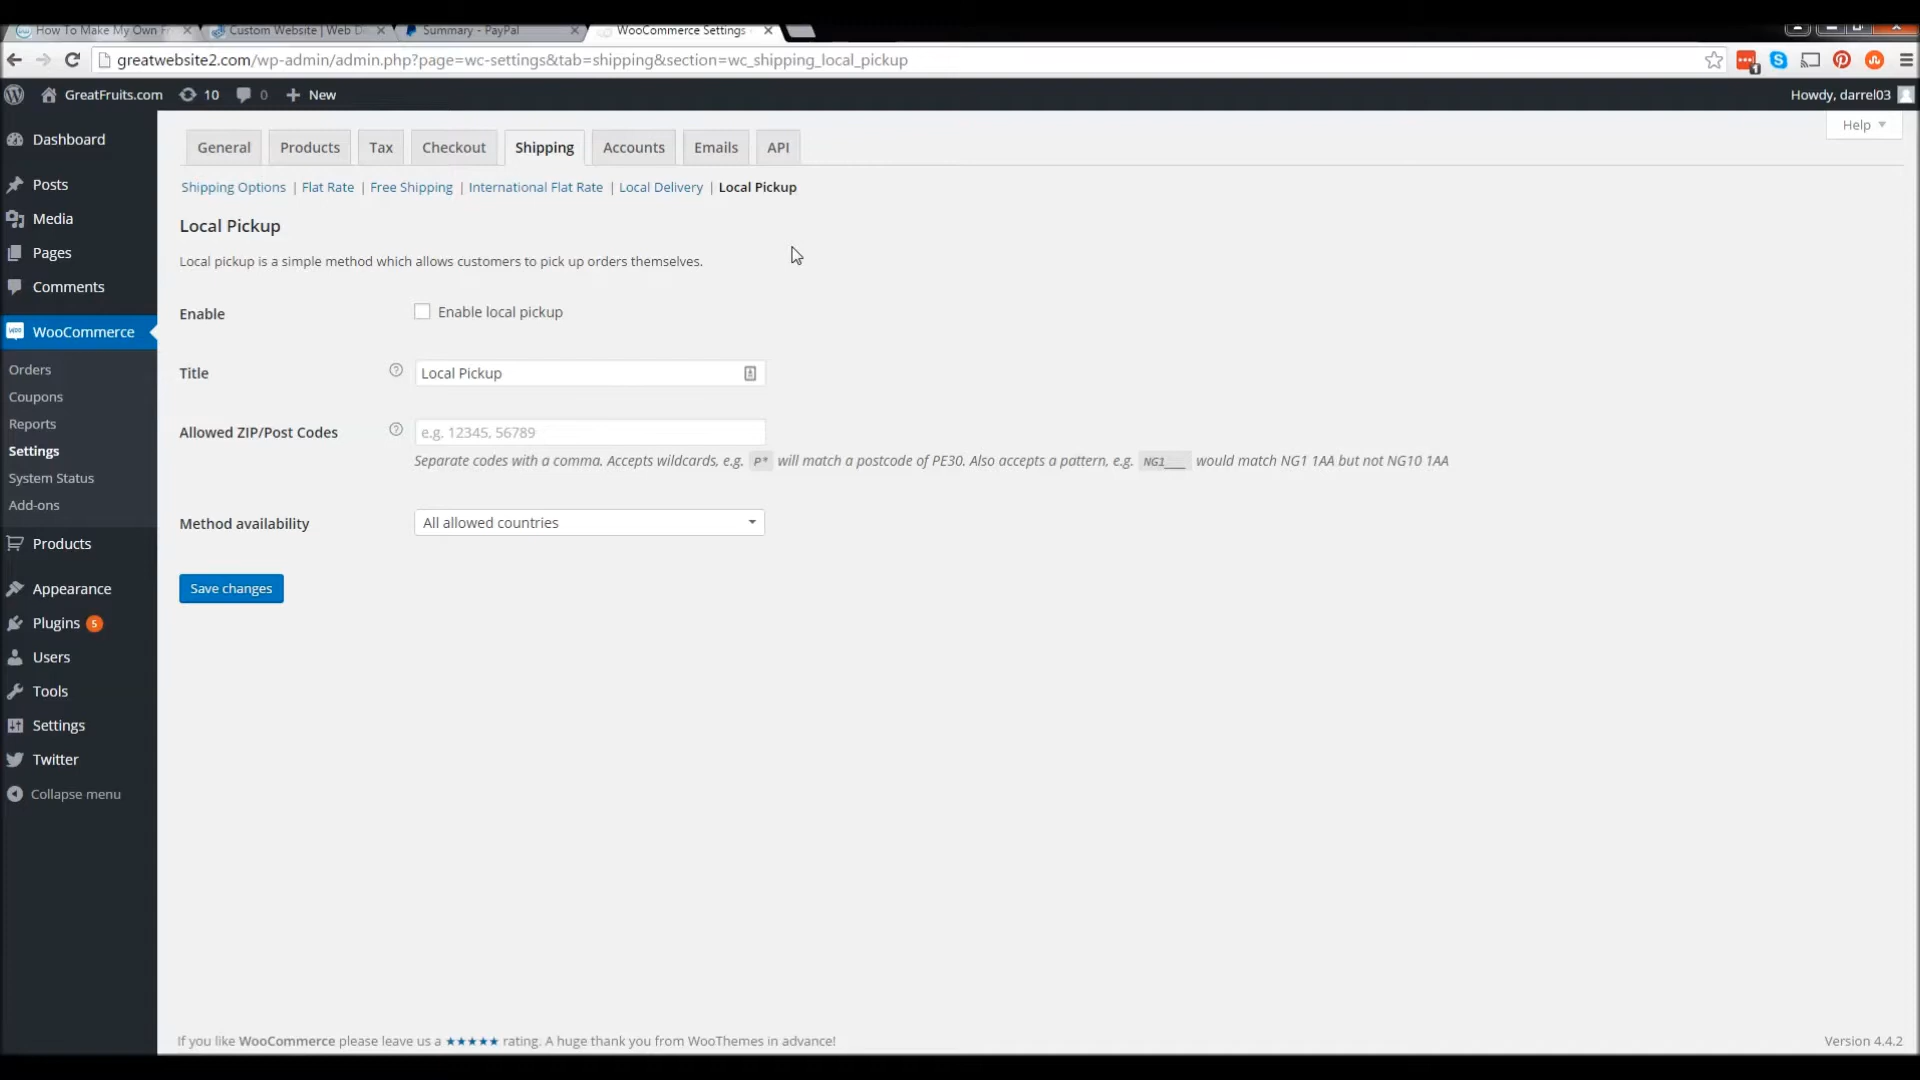 How To Make My Own Fr
Custom Website | Web D
Summary - PayPal
WooCommerce Settings
greatwebsite2.com/wp-admin/admin.php?page=wc-settings&tab=shipping&section=wc_shipping_local_pickup
1
GreatFruits.com 10 0 New
Howdy, darrel03
Help
Dashboard
Posts
Media
Pages
Comments
WooCommerce
Orders
Coupons
Reports
Settings
System Status
Add-ons
Products
Appearance
Plugins 5
Users
Tools
Settings
Twitter
Collapse menu
General Products Tax Checkout Shipping Accounts Emails API
Shipping Options | Flat Rate | Free Shipping | International Flat Rate | Local Delivery | Local Pickup
Local Pickup
Local pickup is a simple method which allows customers to pick up orders themselves.
Enable Enable local pickup
Title Local Pickup
Allowed ZIP/Post Codes e.g. 12345, 56789
Separate codes with a comma. Accepts wildcards, e.g. P* will match a postcode of PE30. Also accepts a pattern, e.g. NG1___ would match NG1 1AA but not NG10 1AA
Method availability All allowed countries
Save changes
If you like WooCommerce please leave us a ★★★★★ rating. A huge thank you from WooThemes in advance!
Version 4.4.2